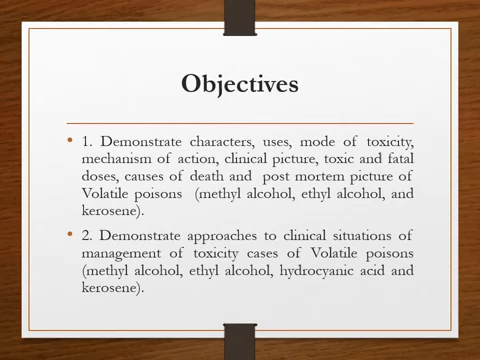 Objectives
• 1. Demonstrate characters, uses, mode of toxicity,
mechanism of action, clinical picture, toxic and fatal
doses, causes of death and post mortem picture of
Volatile poisons (methyl alcohol, ethyl alcohol, and
kerosene).
• 2. Demonstrate approaches to clinical situations of
management of toxicity cases of Volatile poisons
(methyl alcohol, ethyl alcohol, hydrocyanic acid and
kerosene).